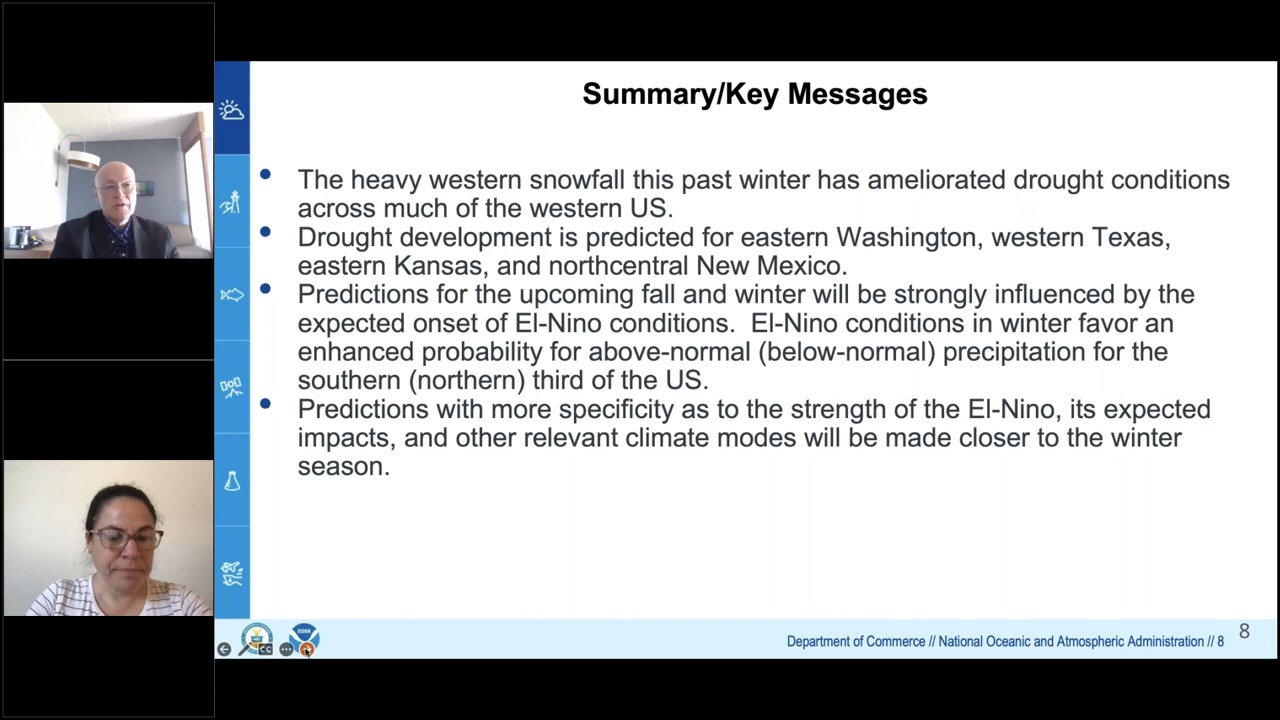 Summary/Key Messages
The heavy western snowfall this past winter has ameliorated drought conditions
across much of the western US.
Drought development is predicted for eastern Washington, western Texas,
eastern Kansas, and northcentral New Mexico.
Predictions for the upcoming fall and winter will be strongly influenced by the
expected onset of El-Nino conditions.  El-Nino conditions in winter favor an
enhanced probability for above-normal (below-normal) precipitation for the
southern (northern) third of the US.
Predictions with more specificity as to the strength of the El-Nino, its expected
impacts, and other relevant climate modes will be made closer to the winter
season.
CC
Department of Commerce // National Oceanic and Atmospheric Administration // 8
8